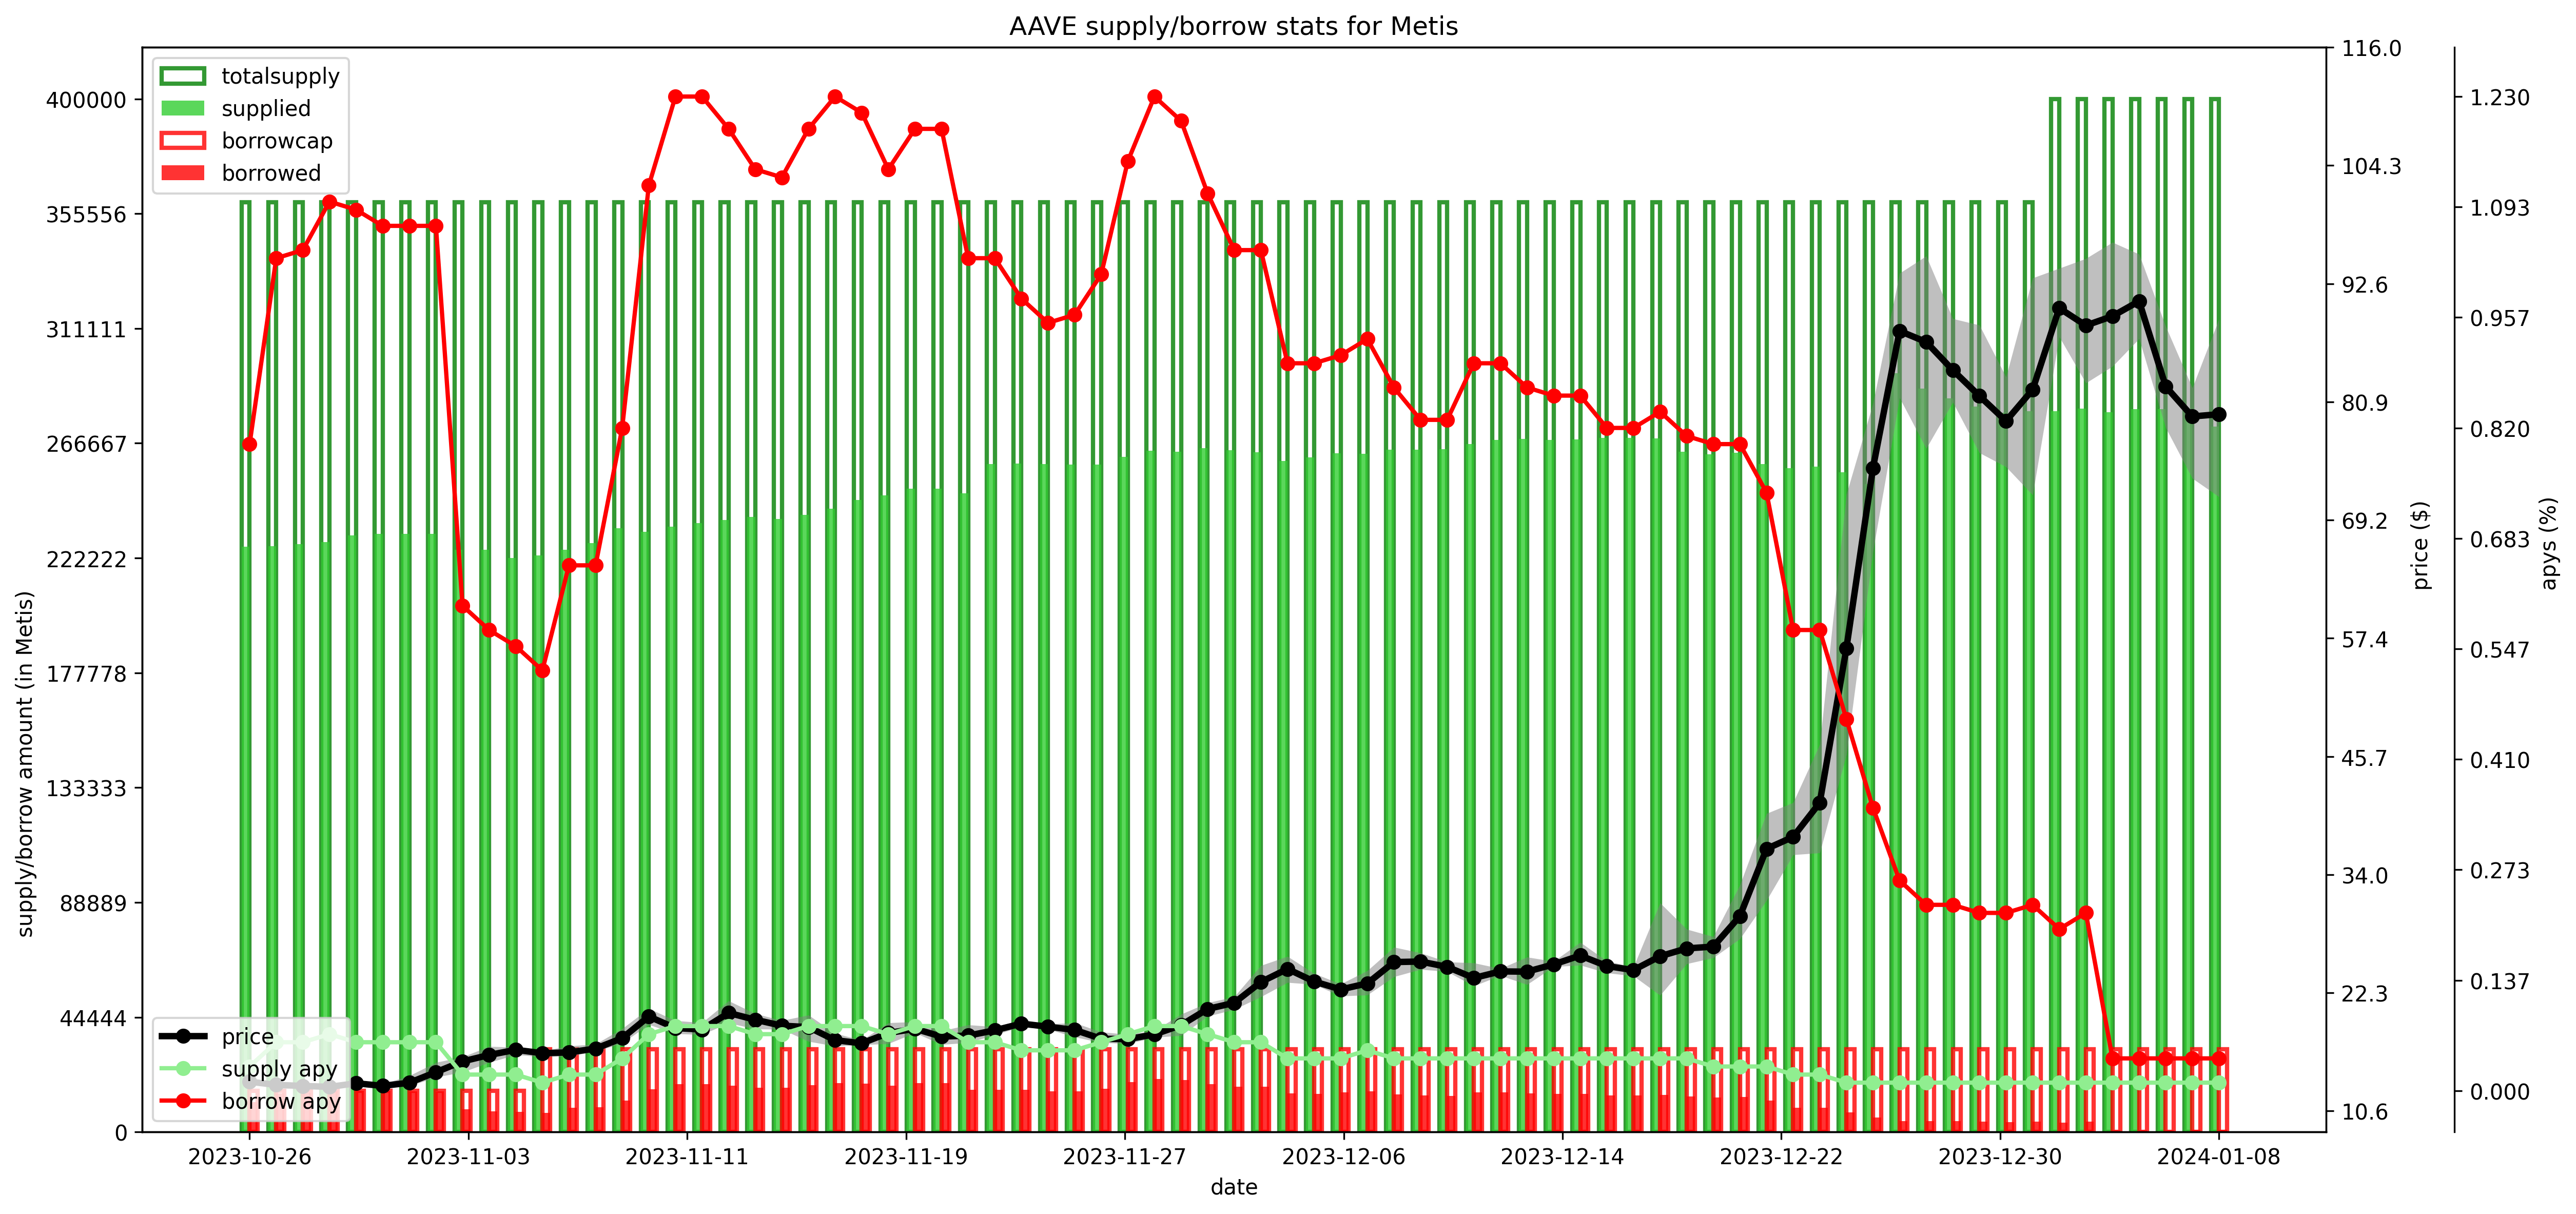 AAVE supply/borrow stats for Metis
totalsupply
supplied
borrowcap
borrowed
price
supply apy
borrow apy
supply/borrow amount (in Metis)
400000
355556
311111
266667
222222
177778
133333
88889
44444
0
116.0
104.3
92.6
80.9
69.2
57.4
45.7
34.0
22.3
10.6
price ($)
1.230
1.093
0.957
0.820
0.683
0.547
0.410
0.273
0.137
0.000
apys (%)
2023-10-26 2023-11-03 2023-11-11 2023-11-19 2023-11-27 2023-12-06 2023-12-14 2023-12-22 2023-12-30 2024-01-08
date